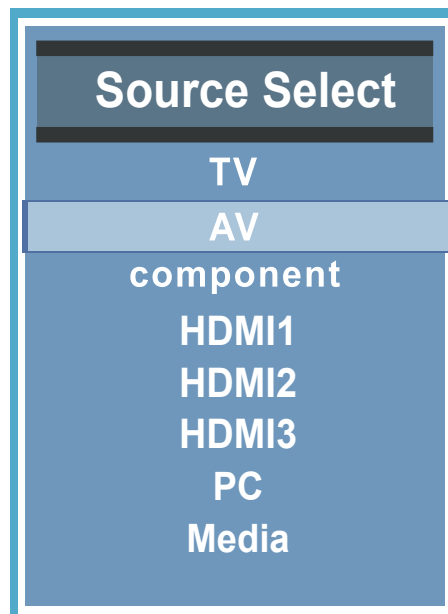 Source Select
TV
AV
component
HDMI1
HDMI2
HDMI3
PC
Media